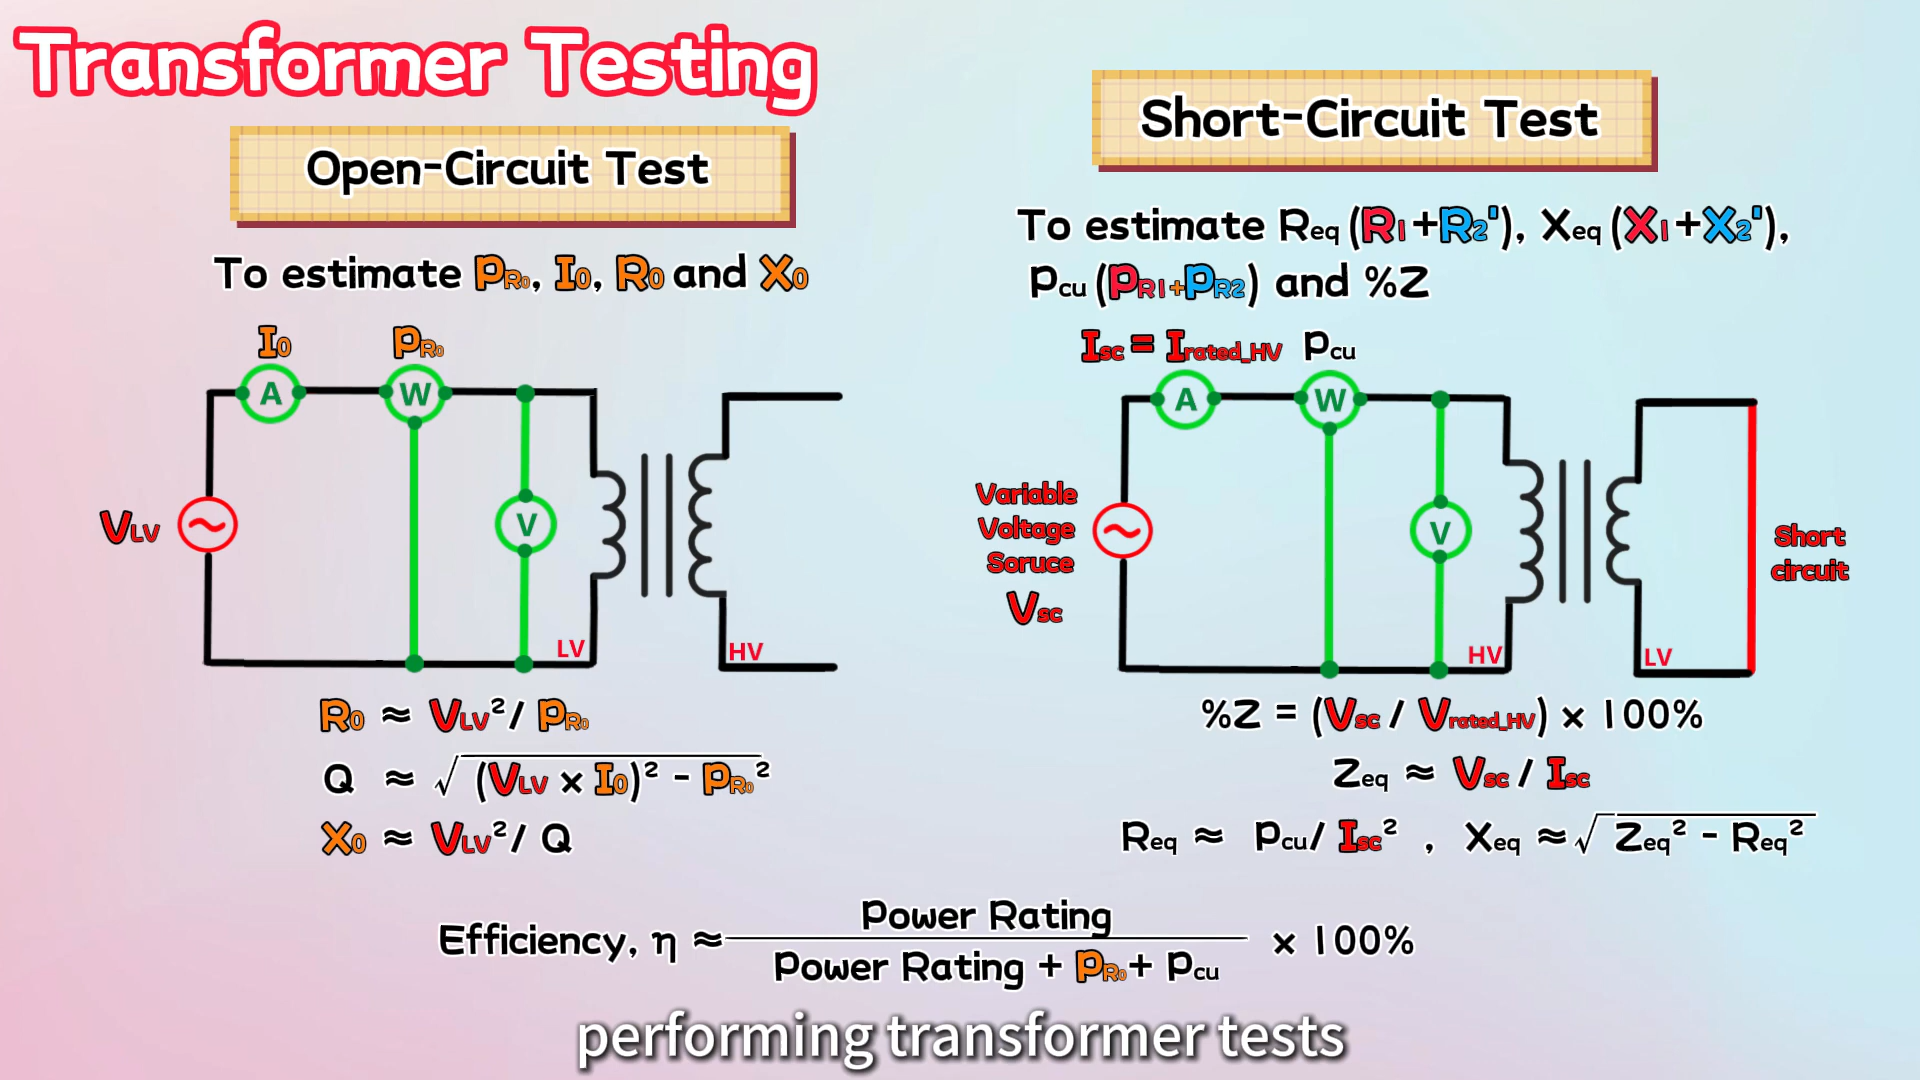 Transformer Testing
Open-Circuit Test
To estimate PR₀, I₀, R₀ and X₀
I₀ PR₀
A W
V
VLV
LV HV
R₀ ≈ VLV² / PR₀
Q ≈ √(VLV × I₀)² - PR₀²
X₀ ≈ VLV² / Q
Short-Circuit Test
To estimate Req (R₁+R₂'), Xeq (X₁+X₂'),
Pcu (PR1+PR2) and %Z
Isc = Irated_HV Pcu
A W
V
Variable
Voltage
Soruce
Vsc
Short
circuit
HV LV
%Z = (Vsc / Vrated_HV) × 100%
Zeq ≈ Vsc / Isc
Req ≈ Pcu / Isc² , Xeq ≈ √Zeq² - Req²
Efficiency, η ≈ Power Rating / Power Rating + PR₀ + Pcu × 100%
performing transformer tests